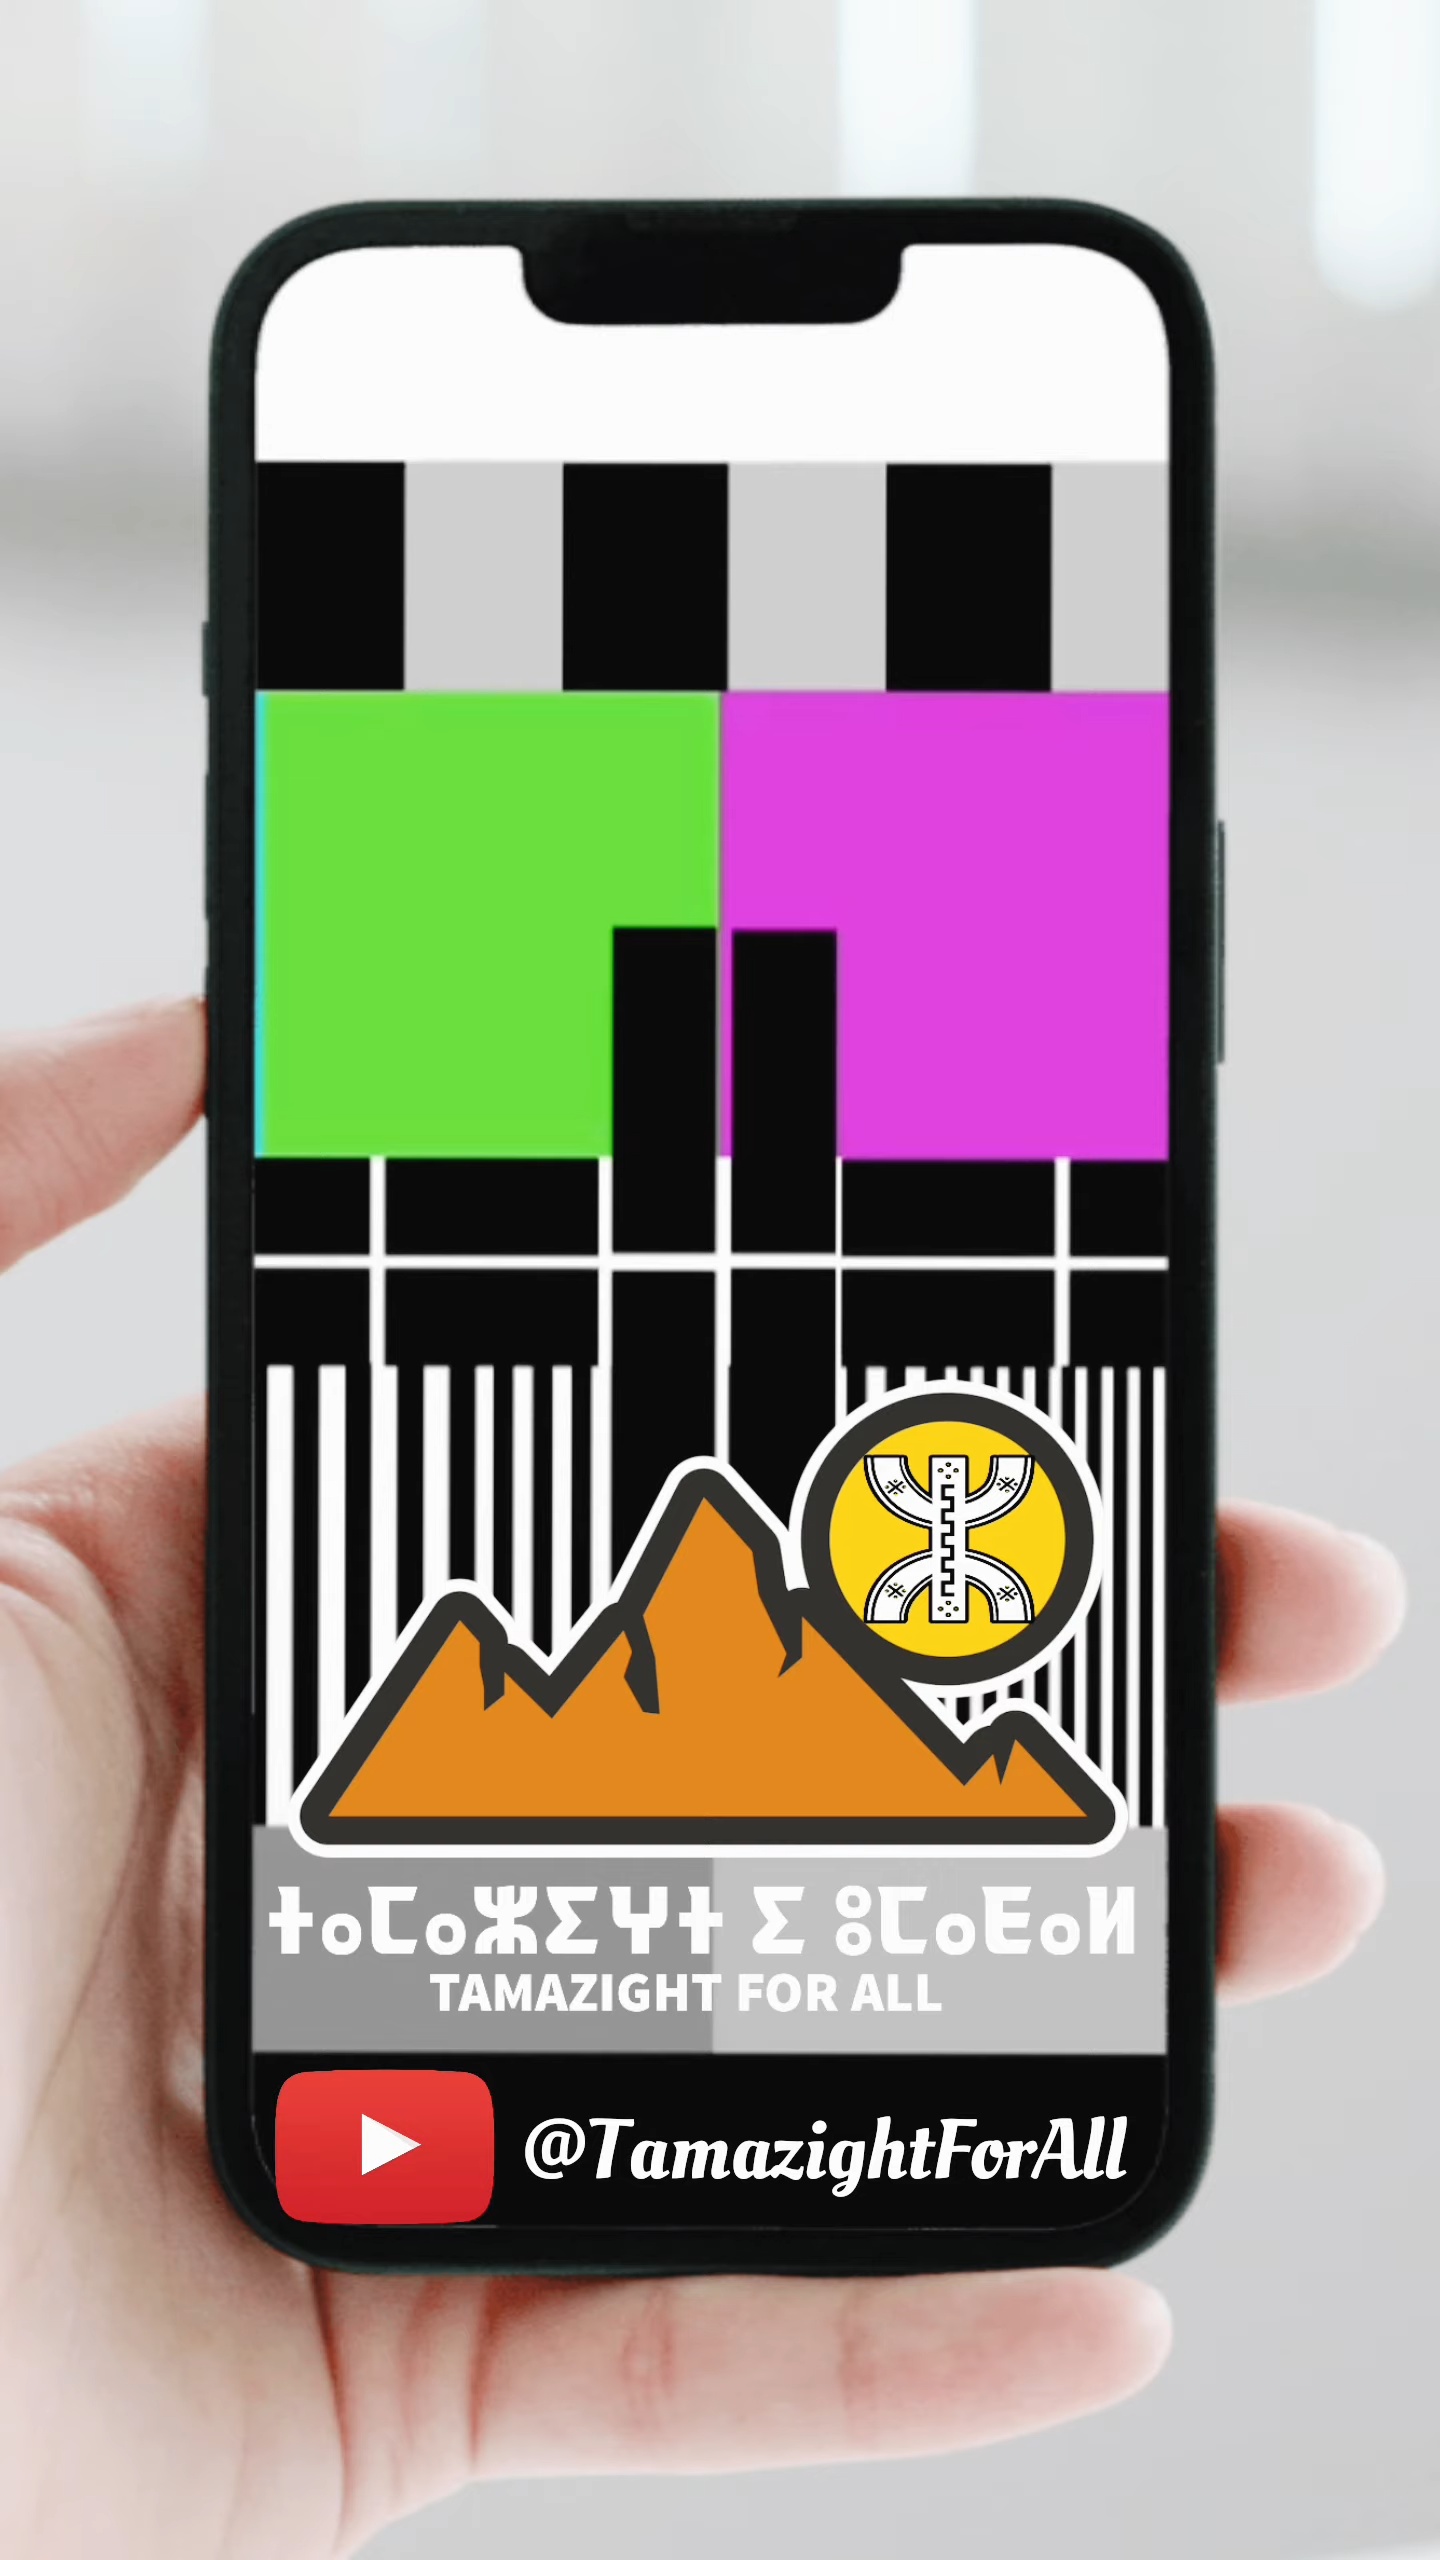 ⵜⴰⵎⴰⵣⵉⵖⵜ ⵉ ⵓⵎⴰⴹⴰⵍ
TAMAZIGHT FOR ALL
@TamazightForAll